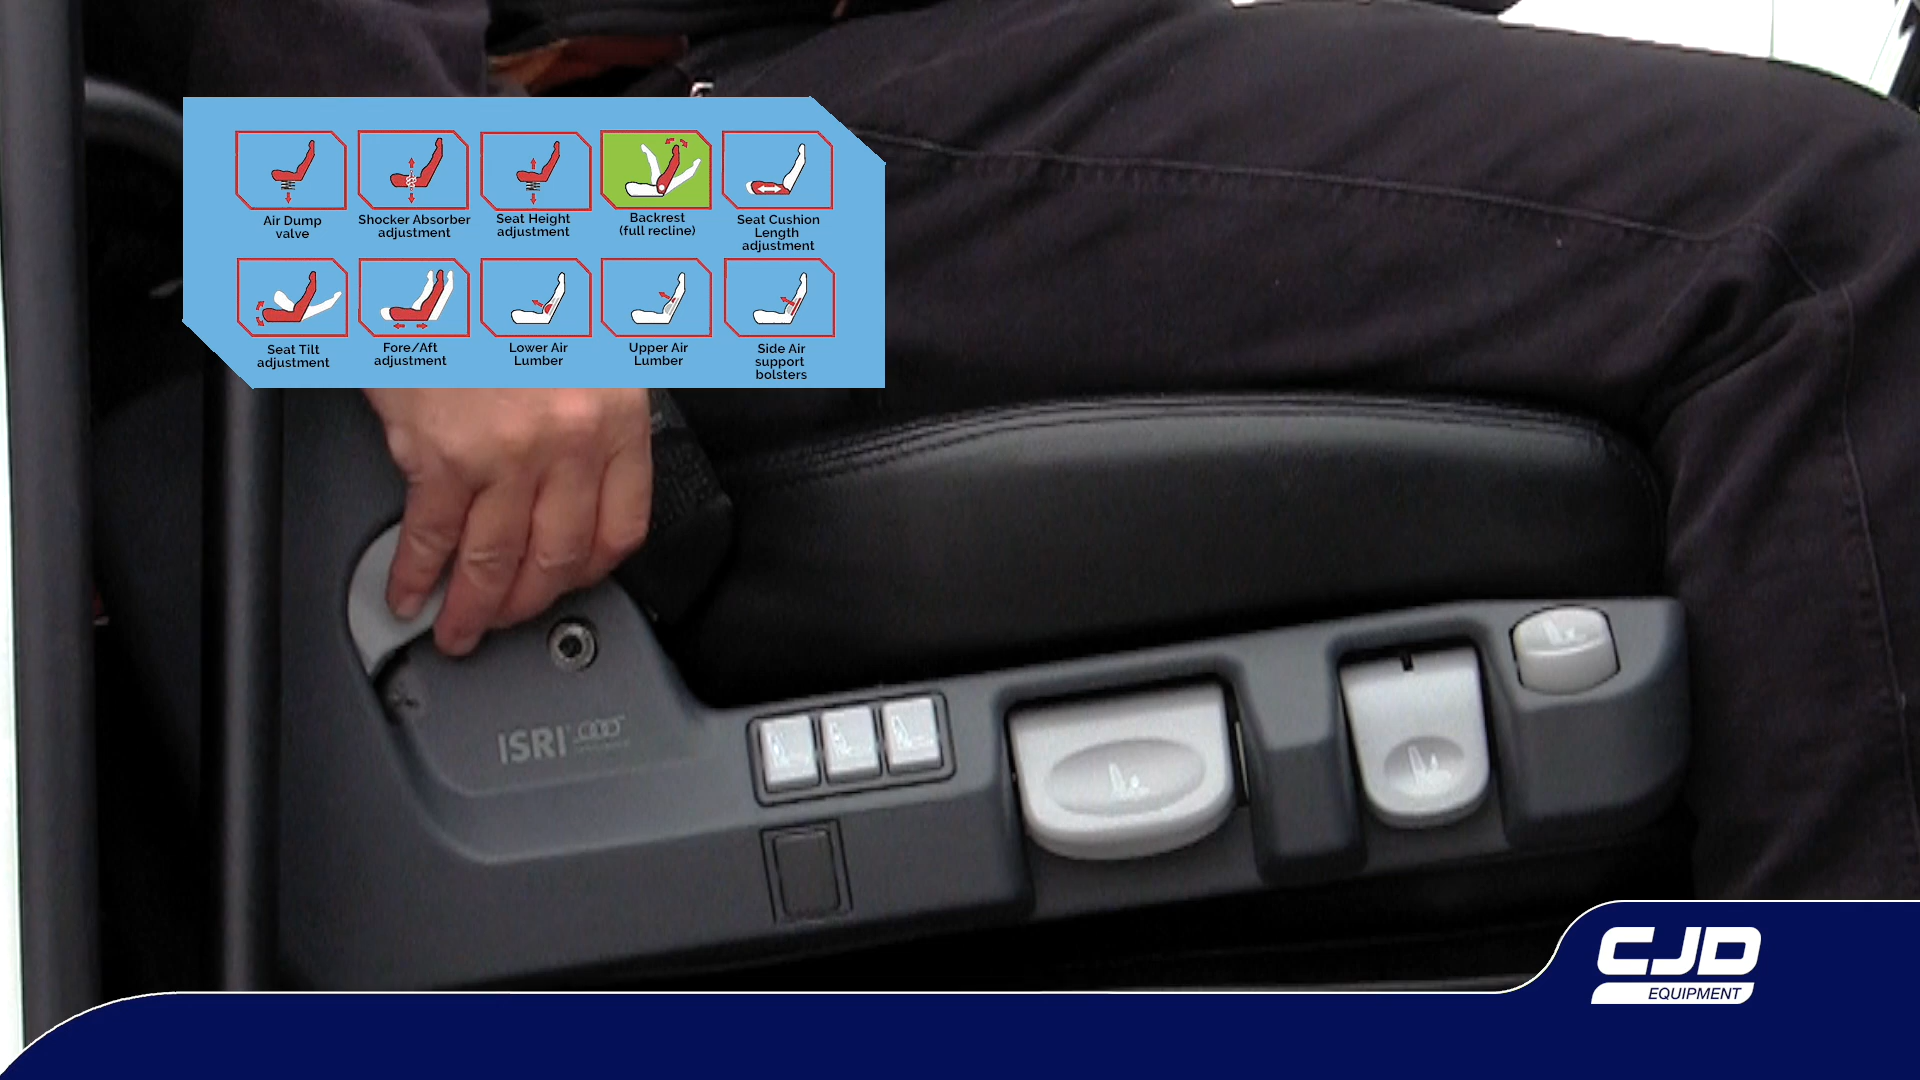 Air Dump
valve
Shocker Absorber
adjustment
Seat Height
adjustment
Backrest
(full recline)
Seat Cushion
Length
adjustment
Seat Tilt
adjustment
Fore/Aft
adjustment
Lower Air
Lumber
Upper Air
Lumber
Side Air
support
bolsters
ISRI
CJD
EQUIPMENT